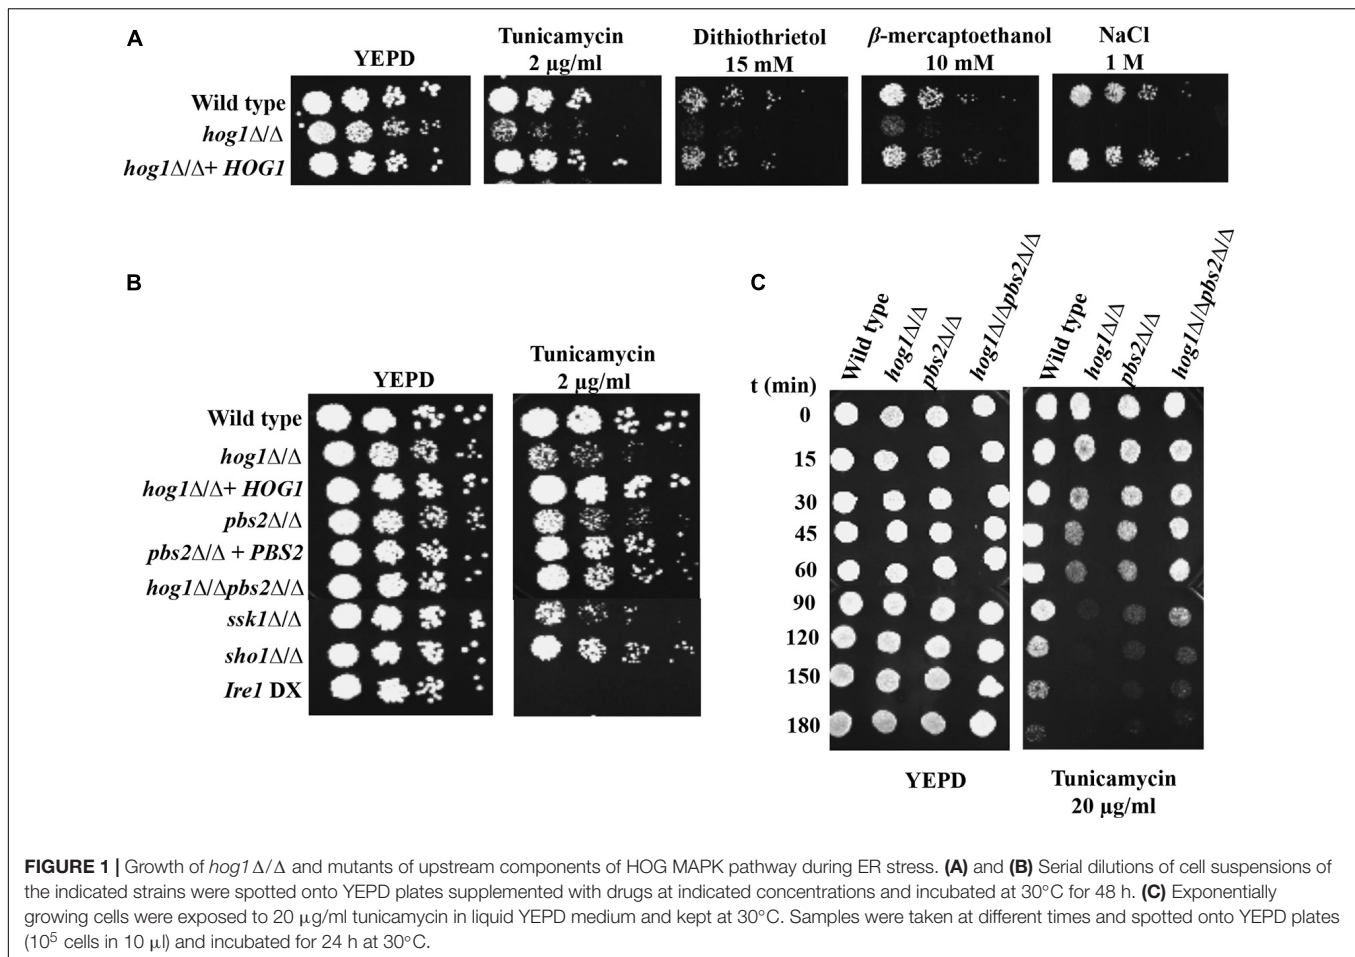 A
YEPD
Tunicamycin
2 µg/ml
Dithiothrietol
15 mM
β-mercaptoethanol
10 mM
NaCl
1 M
Wild type
hog1Δ/Δ
hog1Δ/Δ+ HOG1
B
YEPD
Tunicamycin
2 µg/ml
Wild type
hog1Δ/Δ
hog1Δ/Δ+ HOG1
pbs2Δ/Δ
pbs2Δ/Δ + PBS2
hog1Δ/Δpbs2Δ/Δ
ssk1Δ/Δ
sho1Δ/Δ
Ire1 DX
C
Wild type
hog1Δ/Δ
pbs2Δ/Δ
hog1Δ/Δpbs2Δ/Δ
Wild type
hog1Δ/Δ
pbs2Δ/Δ
hog1Δ/Δpbs2Δ/Δ
t (min)
0
15
30
45
60
90
120
150
180
YEPD
Tunicamycin
20 µg/ml
FIGURE 1 | Growth of hog1Δ/Δ and mutants of upstream components of HOG MAPK pathway during ER stress. (A) and (B) Serial dilutions of cell suspensions of
the indicated strains were spotted onto YEPD plates supplemented with drugs at indicated concentrations and incubated at 30°C for 48 h. (C) Exponentially
growing cells were exposed to 20 µg/ml tunicamycin in liquid YEPD medium and kept at 30°C. Samples were taken at different times and spotted onto YEPD plates
(10⁵ cells in 10 µl) and incubated for 24 h at 30°C.